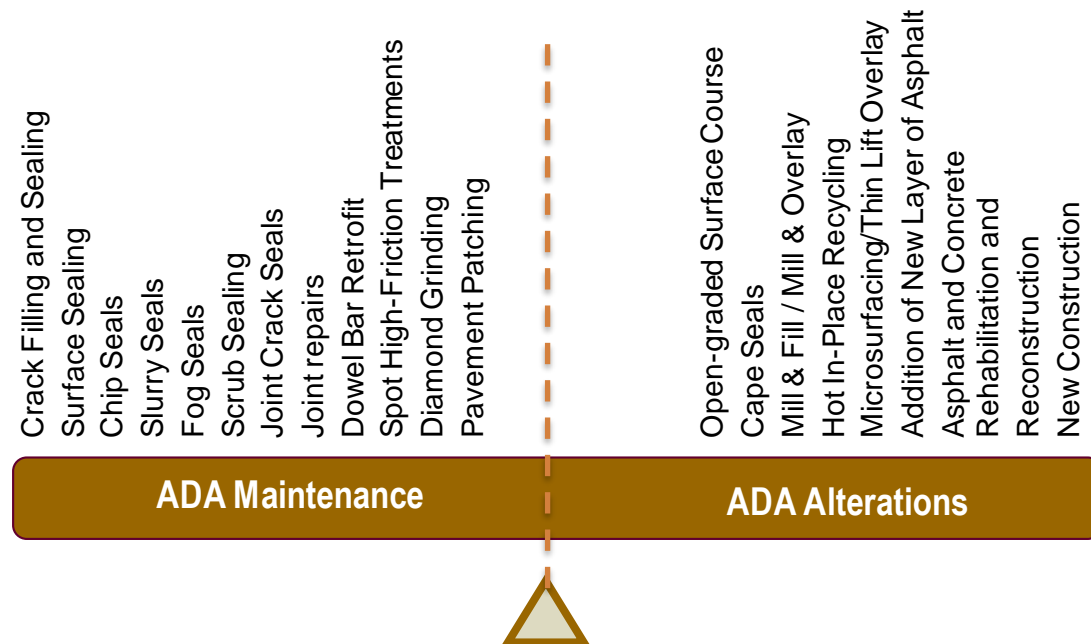 Crack Filling and Sealing
Surface Sealing
Chip Seals
Slurry Seals
Fog Seals
Scrub Sealing
Joint Crack Seals
Joint repairs
Dowel Bar Retrofit
Spot High-Friction Treatments
Diamond Grinding
Pavement Patching
Open-graded Surface Course
Cape Seals
Mill & Fill / Mill & Overlay
Hot In-Place Recycling
Microsurfacing/Thin Lift Overlay
Addition of New Layer of Asphalt
Asphalt and Concrete
Rehabilitation and
Reconstruction
New Construction
ADA Maintenance
ADA Alterations